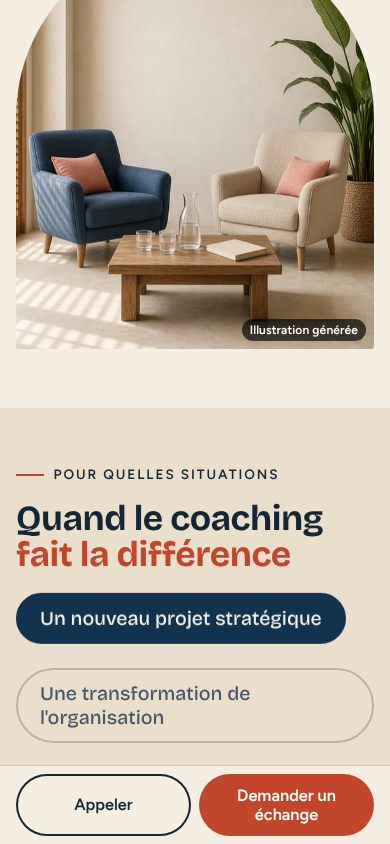 Illustration générée
POUR QUELLES SITUATIONS
Quand le coaching
fait la différence
Un nouveau projet stratégique
Une transformation de
l'organisation
Appeler
Demander un
échange